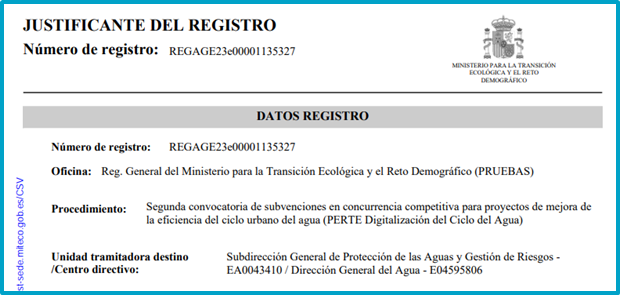 JUSTIFICANTE DEL REGISTRO
Número de registro: REGAGE23e00001135327
MINISTERIO PARA LA TRANSICIÓN
ECOLÓGICA Y EL RETO
DEMOGRÁFICO
DATOS REGISTRO
Número de registro: REGAGE23e00001135327
Oficina: Reg. General del Ministerio para la Transición Ecológica y el Reto Demográfico (PRUEBAS)
Procedimiento: Segunda convocatoria de subvenciones en concurrencia competitiva para proyectos de mejora de
la eficiencia del ciclo urbano del agua (PERTE Digitalización del Ciclo del Agua)
Unidad tramitadora destino Subdirección General de Protección de las Aguas y Gestión de Riesgos -
/Centro directivo: EA0043410 / Dirección General del Agua - E04595806
st-sede.miteco.gob.es/CSV